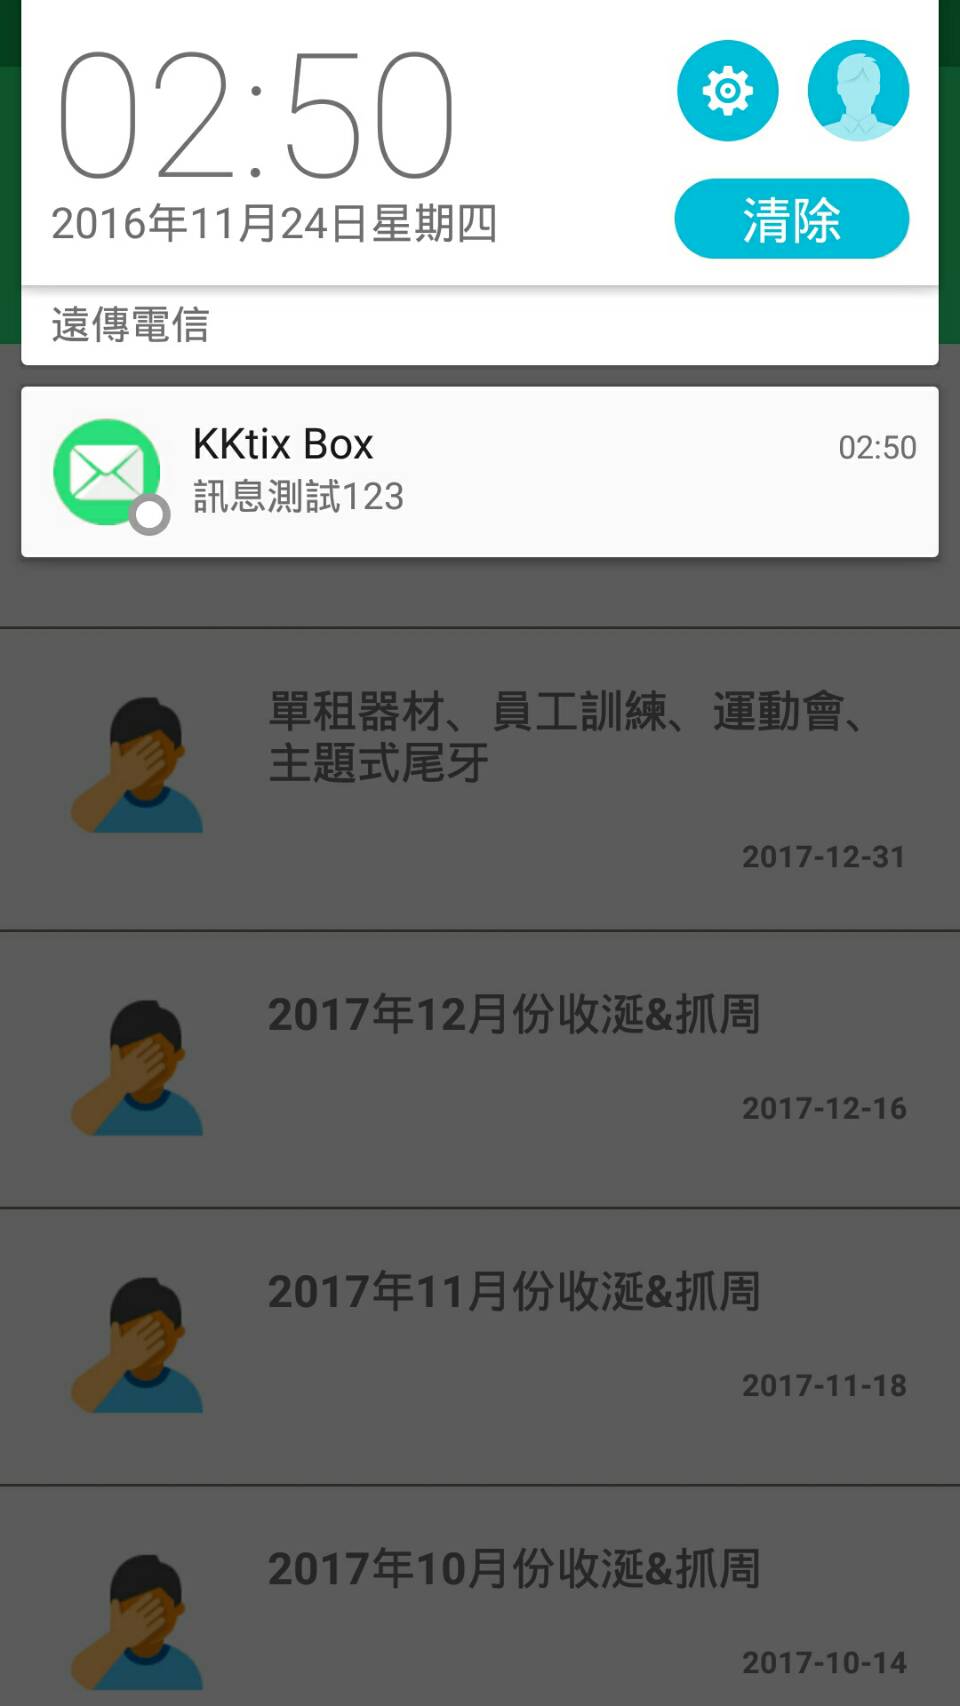 02:50
2016年11月24日星期四
清除
遠傳電信
KKtix Box
02:50
訊息測試123
單租器材、員工訓練、運動會、
主題式尾牙
2017-12-31
2017年12月份收涎&抓周
2017-12-16
2017年11月份收涎&抓周
2017-11-18
2017年10月份收涎&抓周
2017-10-14